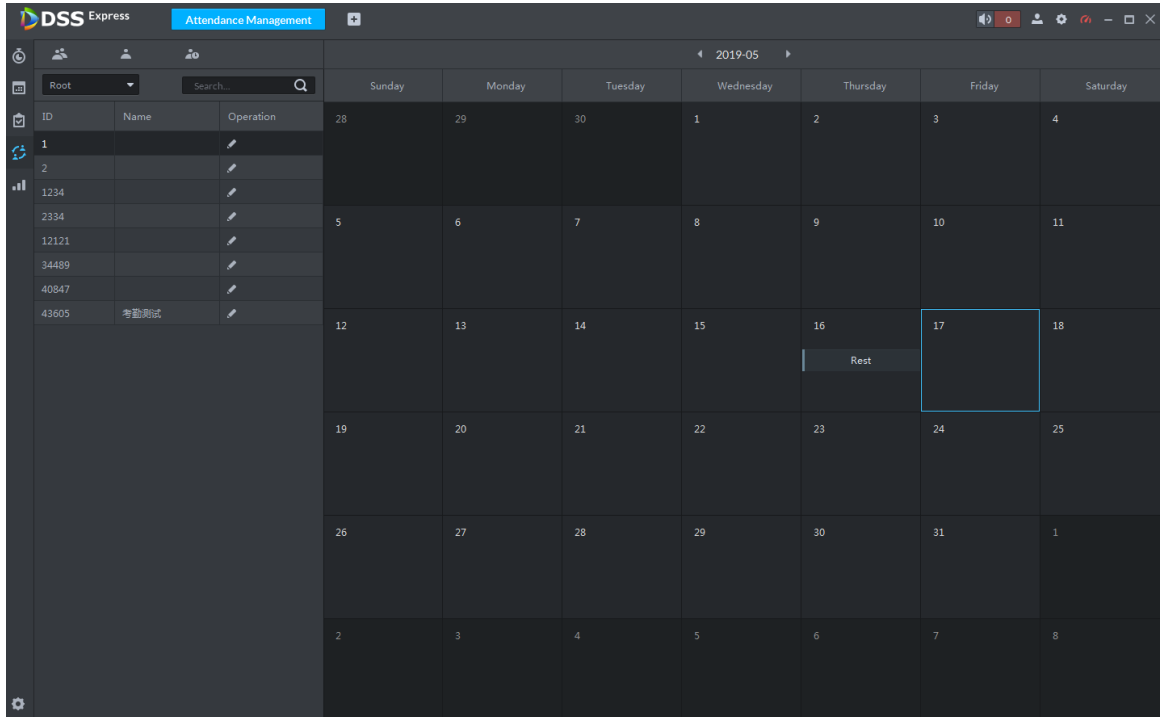 DSS Express Attendance Management 0
2019-05
Root Search...
Sunday Monday Tuesday Wednesday Thursday Friday Saturday
ID Name Operation
1
2
1234
2334
12121
34489
40847
43605 考勤测试
28 29 30 1 2 3 4
5 6 7 8 9 10 11
12 13 14 15 16 17 18
Rest
19 20 21 22 23 24 25
26 27 28 29 30 31 1
2 3 4 5 6 7 8